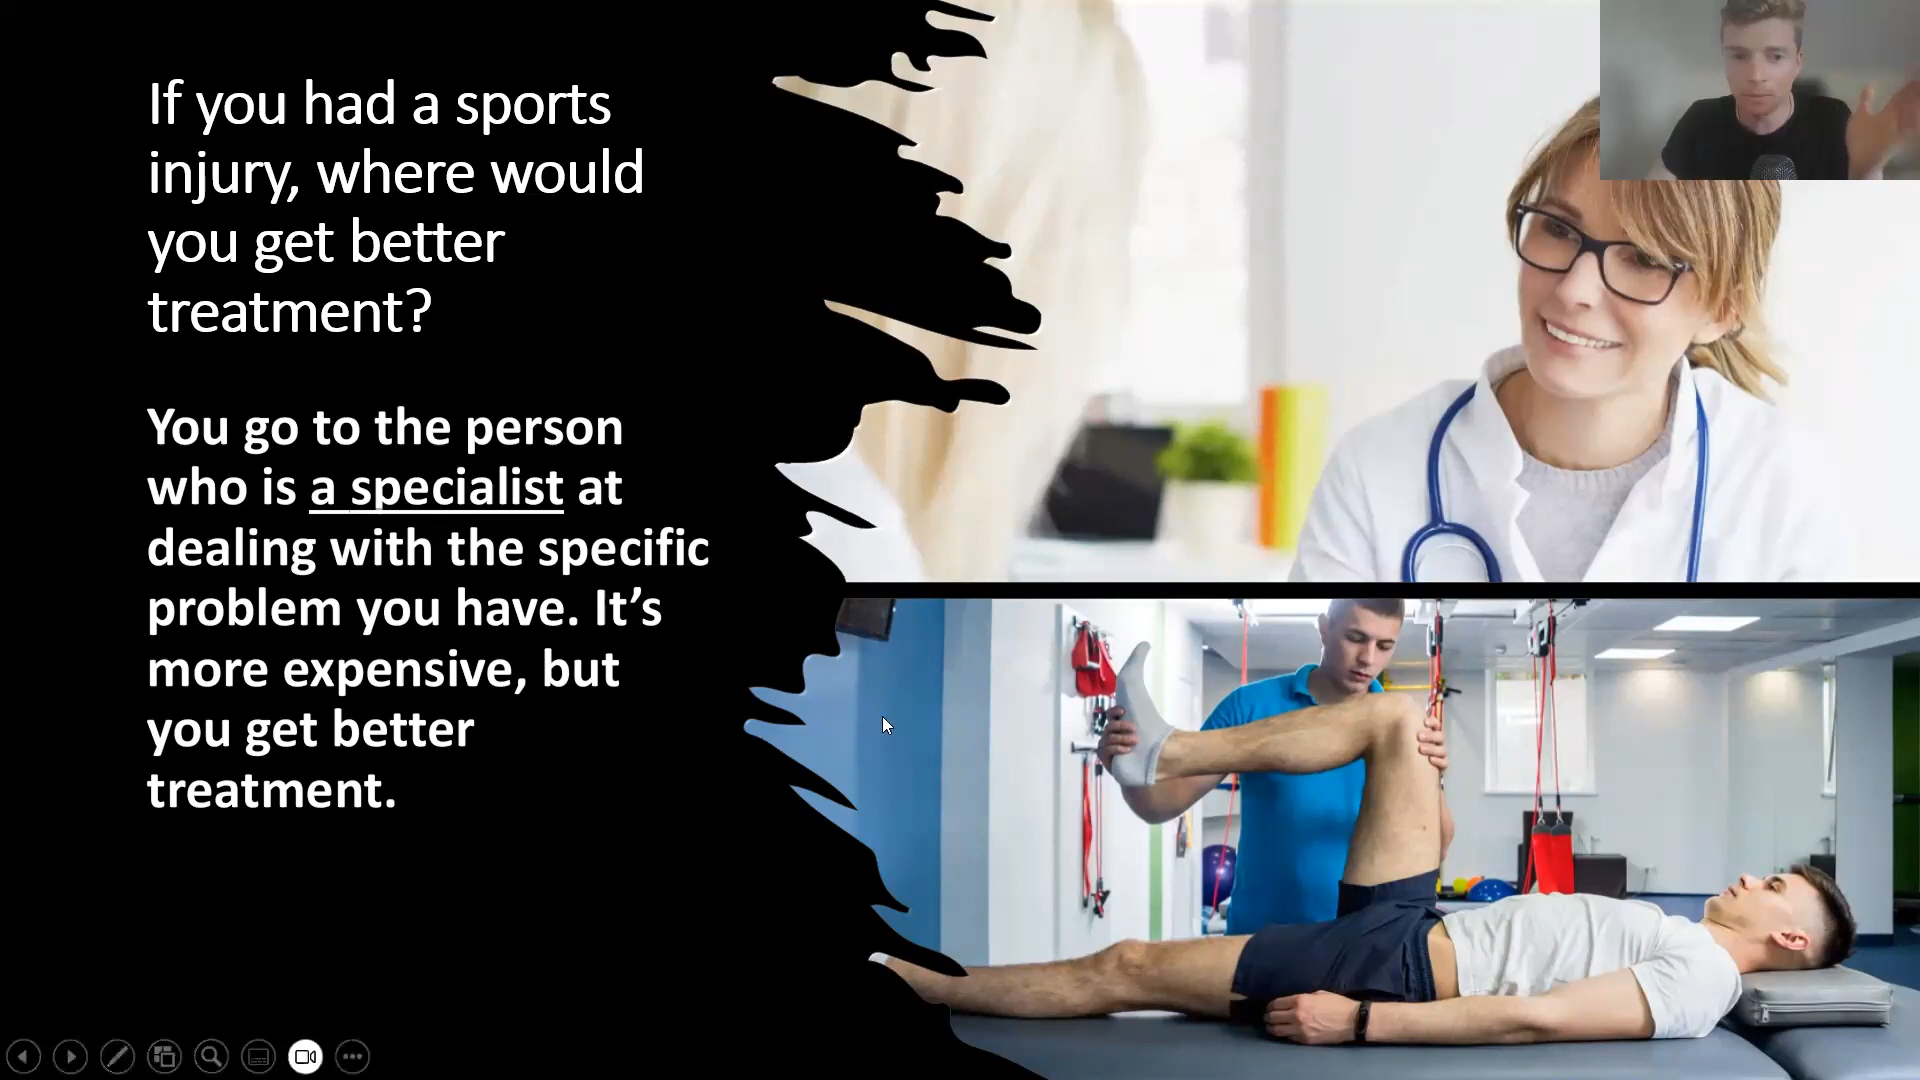 If you had a sports
injury, where would
you get better
treatment?
You go to the person
who is a specialist at
dealing with the specific
problem you have. It’s
more expensive, but
you get better
treatment.